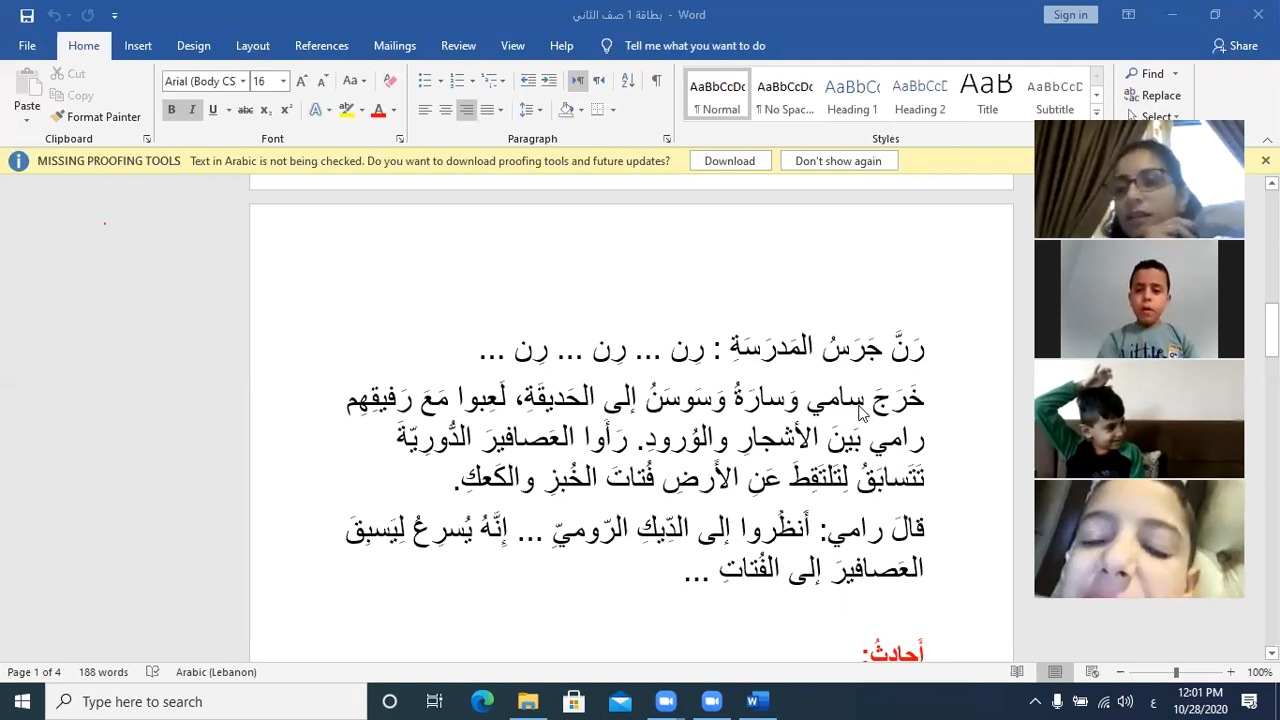 بطاقة 1 صف الثاني - Word
Sign in
File Home Insert Design Layout References Mailings Review View Help Tell me what you want to do Share
Paste
Cut
Copy
Format Painter
Clipboard
Arial (Body CS 16
Font
Paragraph
AaBbCcDc AaBbCcDc AaBbCc AaBbCcD AaB AaBbCcD
¶ Normal ¶ No Spac... Heading 1 Heading 2 Title Subtitle
Styles
Find
Replace
Select
MISSING PROOFING TOOLS Text in Arabic is not being checked. Do you want to download proofing tools and future updates? Download Don't show again
رَنَّ جَرَسُ المَدرَسَةِ : رِن ... رِن ... رِن ...
خَرَجَ سامي وَسارَةُ وَسَوسَنُ إلى الحَديقَةِ، لَعِبوا مَعَ رَفيقِهِم
رامي بَينَ الأشجارِ والوُرودِ. رَأَوا العَصافيرَ الدُّورِيّةَ
تَتَسابَقُ لِتَلتَقِطَ عَنِ الأَرضِ فُتاتَ الخُبزِ والكَعكِ.
قالَ رامي: أَنظُروا إلى الدِّيكِ الرّوميِّ ... إنَّهُ يُسرِعُ لِيَسبِقَ
العَصافيرَ إلى الفُتاتِ ...
أَحادِثُ:
Little
Page 1 of 4 188 words Arabic (Lebanon) 100%
Type here to search
ع
12:01 PM
10/28/2020